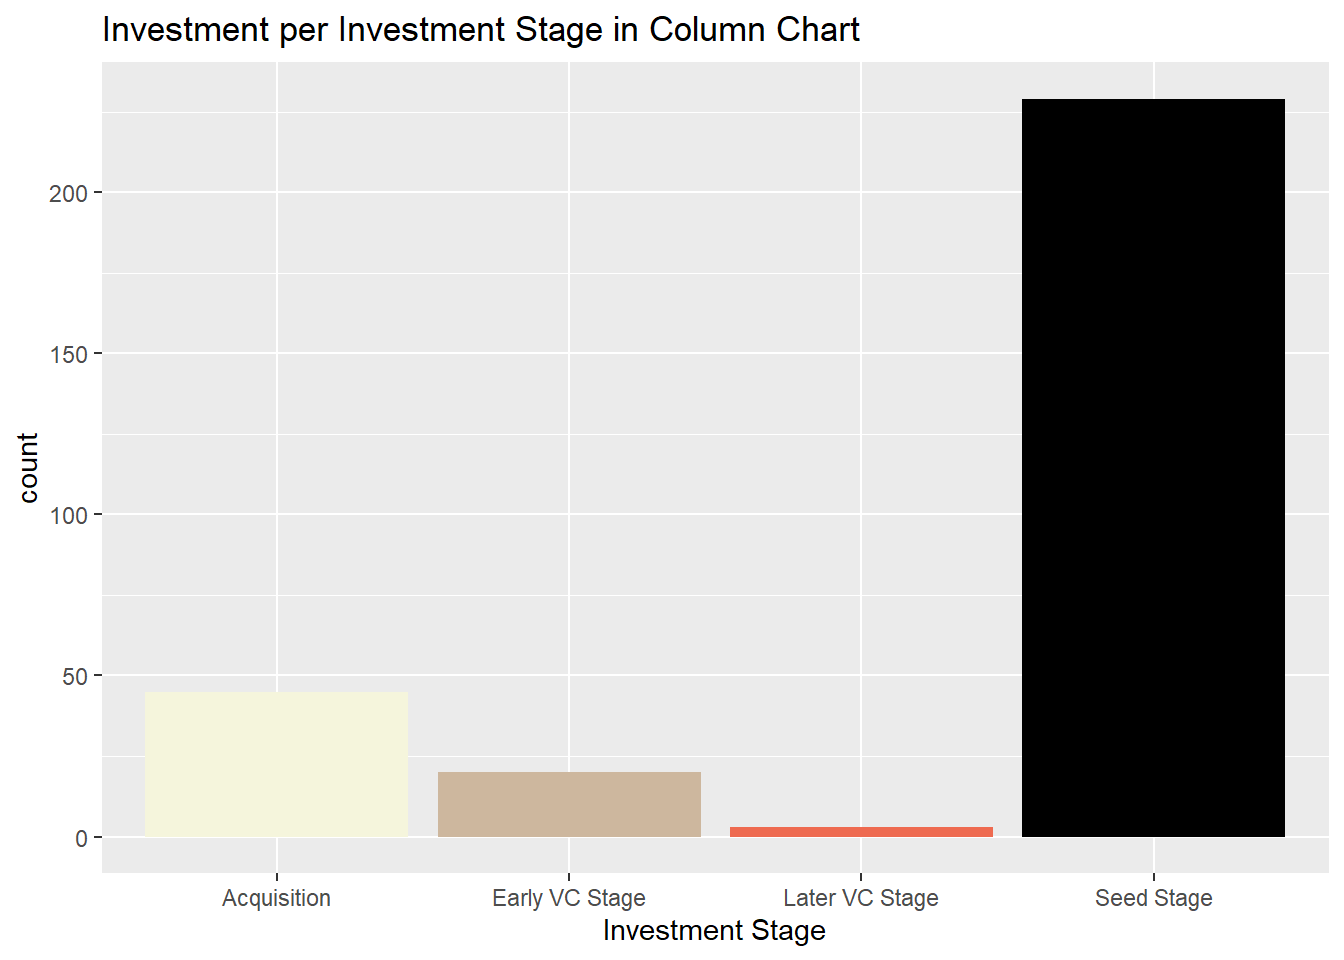 Investment per Investment Stage in Column Chart
count
200
150
100
50
0
Acquisition
Early VC Stage
Later VC Stage
Seed Stage
Investment Stage